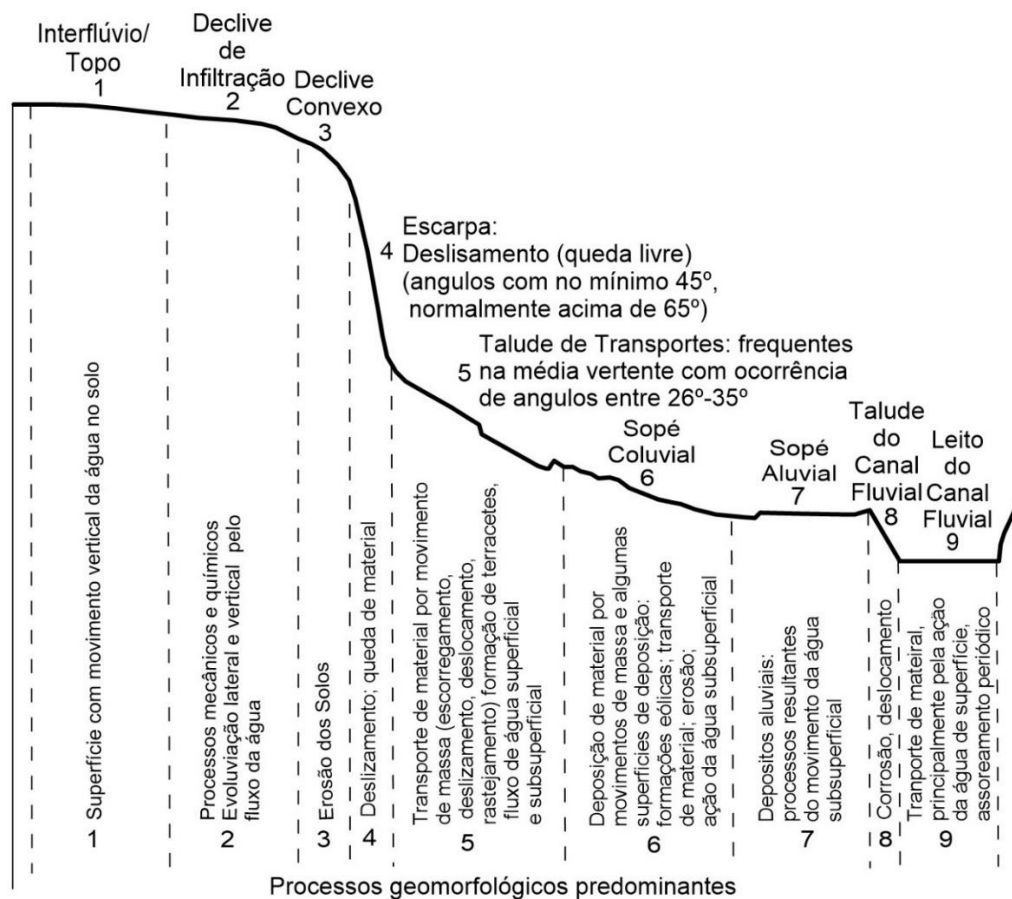 Interflúvio/
Topo
1
Declive
de
Infiltração
2
Declive
Convexo
3
Escarpa:
4 Deslisamento (queda livre)
(angulos com no mínimo 45º,
normalmente acima de 65º)
Talude de Transportes: frequentes
5 na média vertente com ocorrência
de angulos entre 26º-35º
Sopé
Coluvial
6
Sopé
Aluvial
7
Talude
do
Canal
Fluvial
8
Leito
do
Canal
Fluvial
9
Superfície com movimento vertical da água no solo
1
Processos mecânicos e químicos
Evoluviação lateral e vertical pelo
fluxo da água
2
Erosão dos Solos
3
Deslizamento; queda de material
4
Transporte de material por movimento
de massa (escorregamento,
deslizamento, deslocamento,
rastejamento) formação de terracetes,
fluxo de água superficial
e subsuperficial
5
Deposição de material por
movimentos de massa e algumas
superfícies de deposição:
formações eólicas; transporte
de material; erosão;
ação da água subsuperficial
6
Depositos aluviais:
processos resultantes
do movimento da água
subsuperficial
7
Corrosão, deslocamento
8
Transporte de mateiral,
principalmente pela ação
da água de superfície,
assoreamento periódico
9
Processos geomorfológicos predominantes